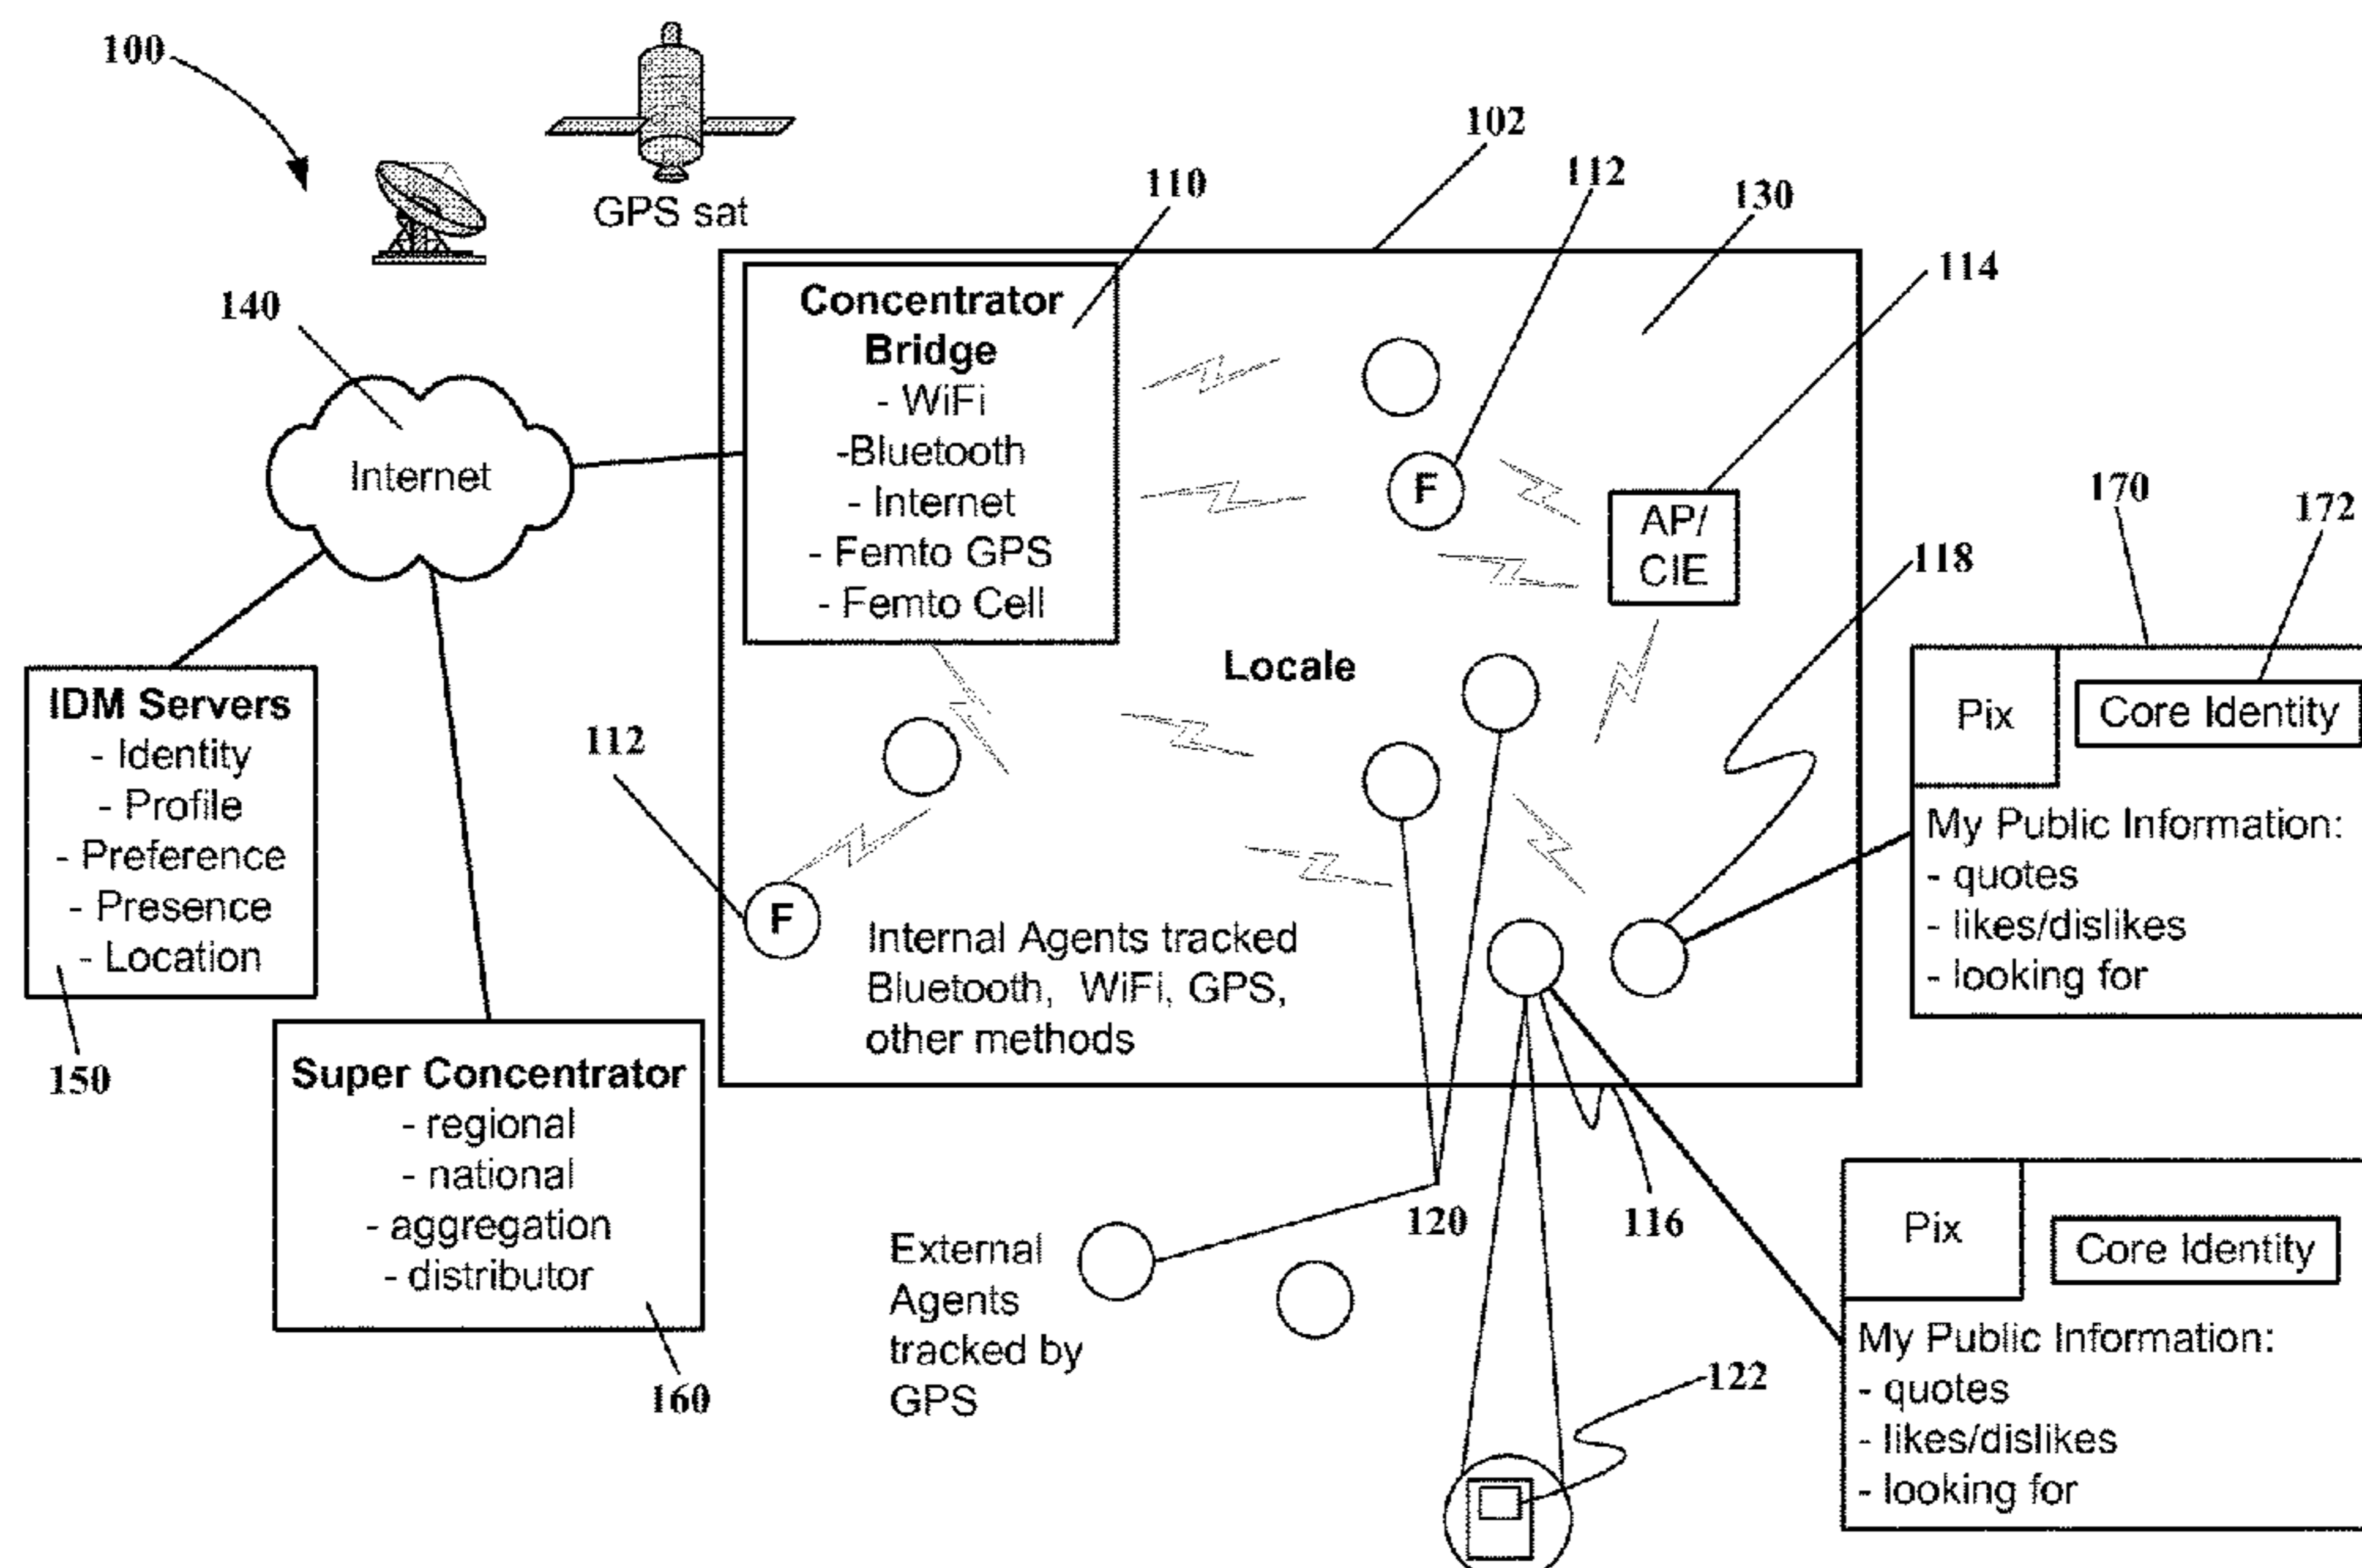 100
GPS sat
102
110
112
130
114
140
Concentrator
Bridge
- WiFi
-Bluetooth
- Internet
- Femto GPS
- Femto Cell
Internet
F
AP/
CIE
170
172
118
Locale
IDM Servers
- Identity
- Profile
- Preference
- Presence
- Location
150
112
F
Internal Agents tracked
Bluetooth, WiFi, GPS,
other methods
Pix
Core Identity
My Public Information:
- quotes
- likes/dislikes
- looking for
Super Concentrator
- regional
- national
- aggregation
- distributor
160
External
Agents
tracked by
GPS
120
116
122
Pix
Core Identity
My Public Information:
- quotes
- likes/dislikes
- looking for